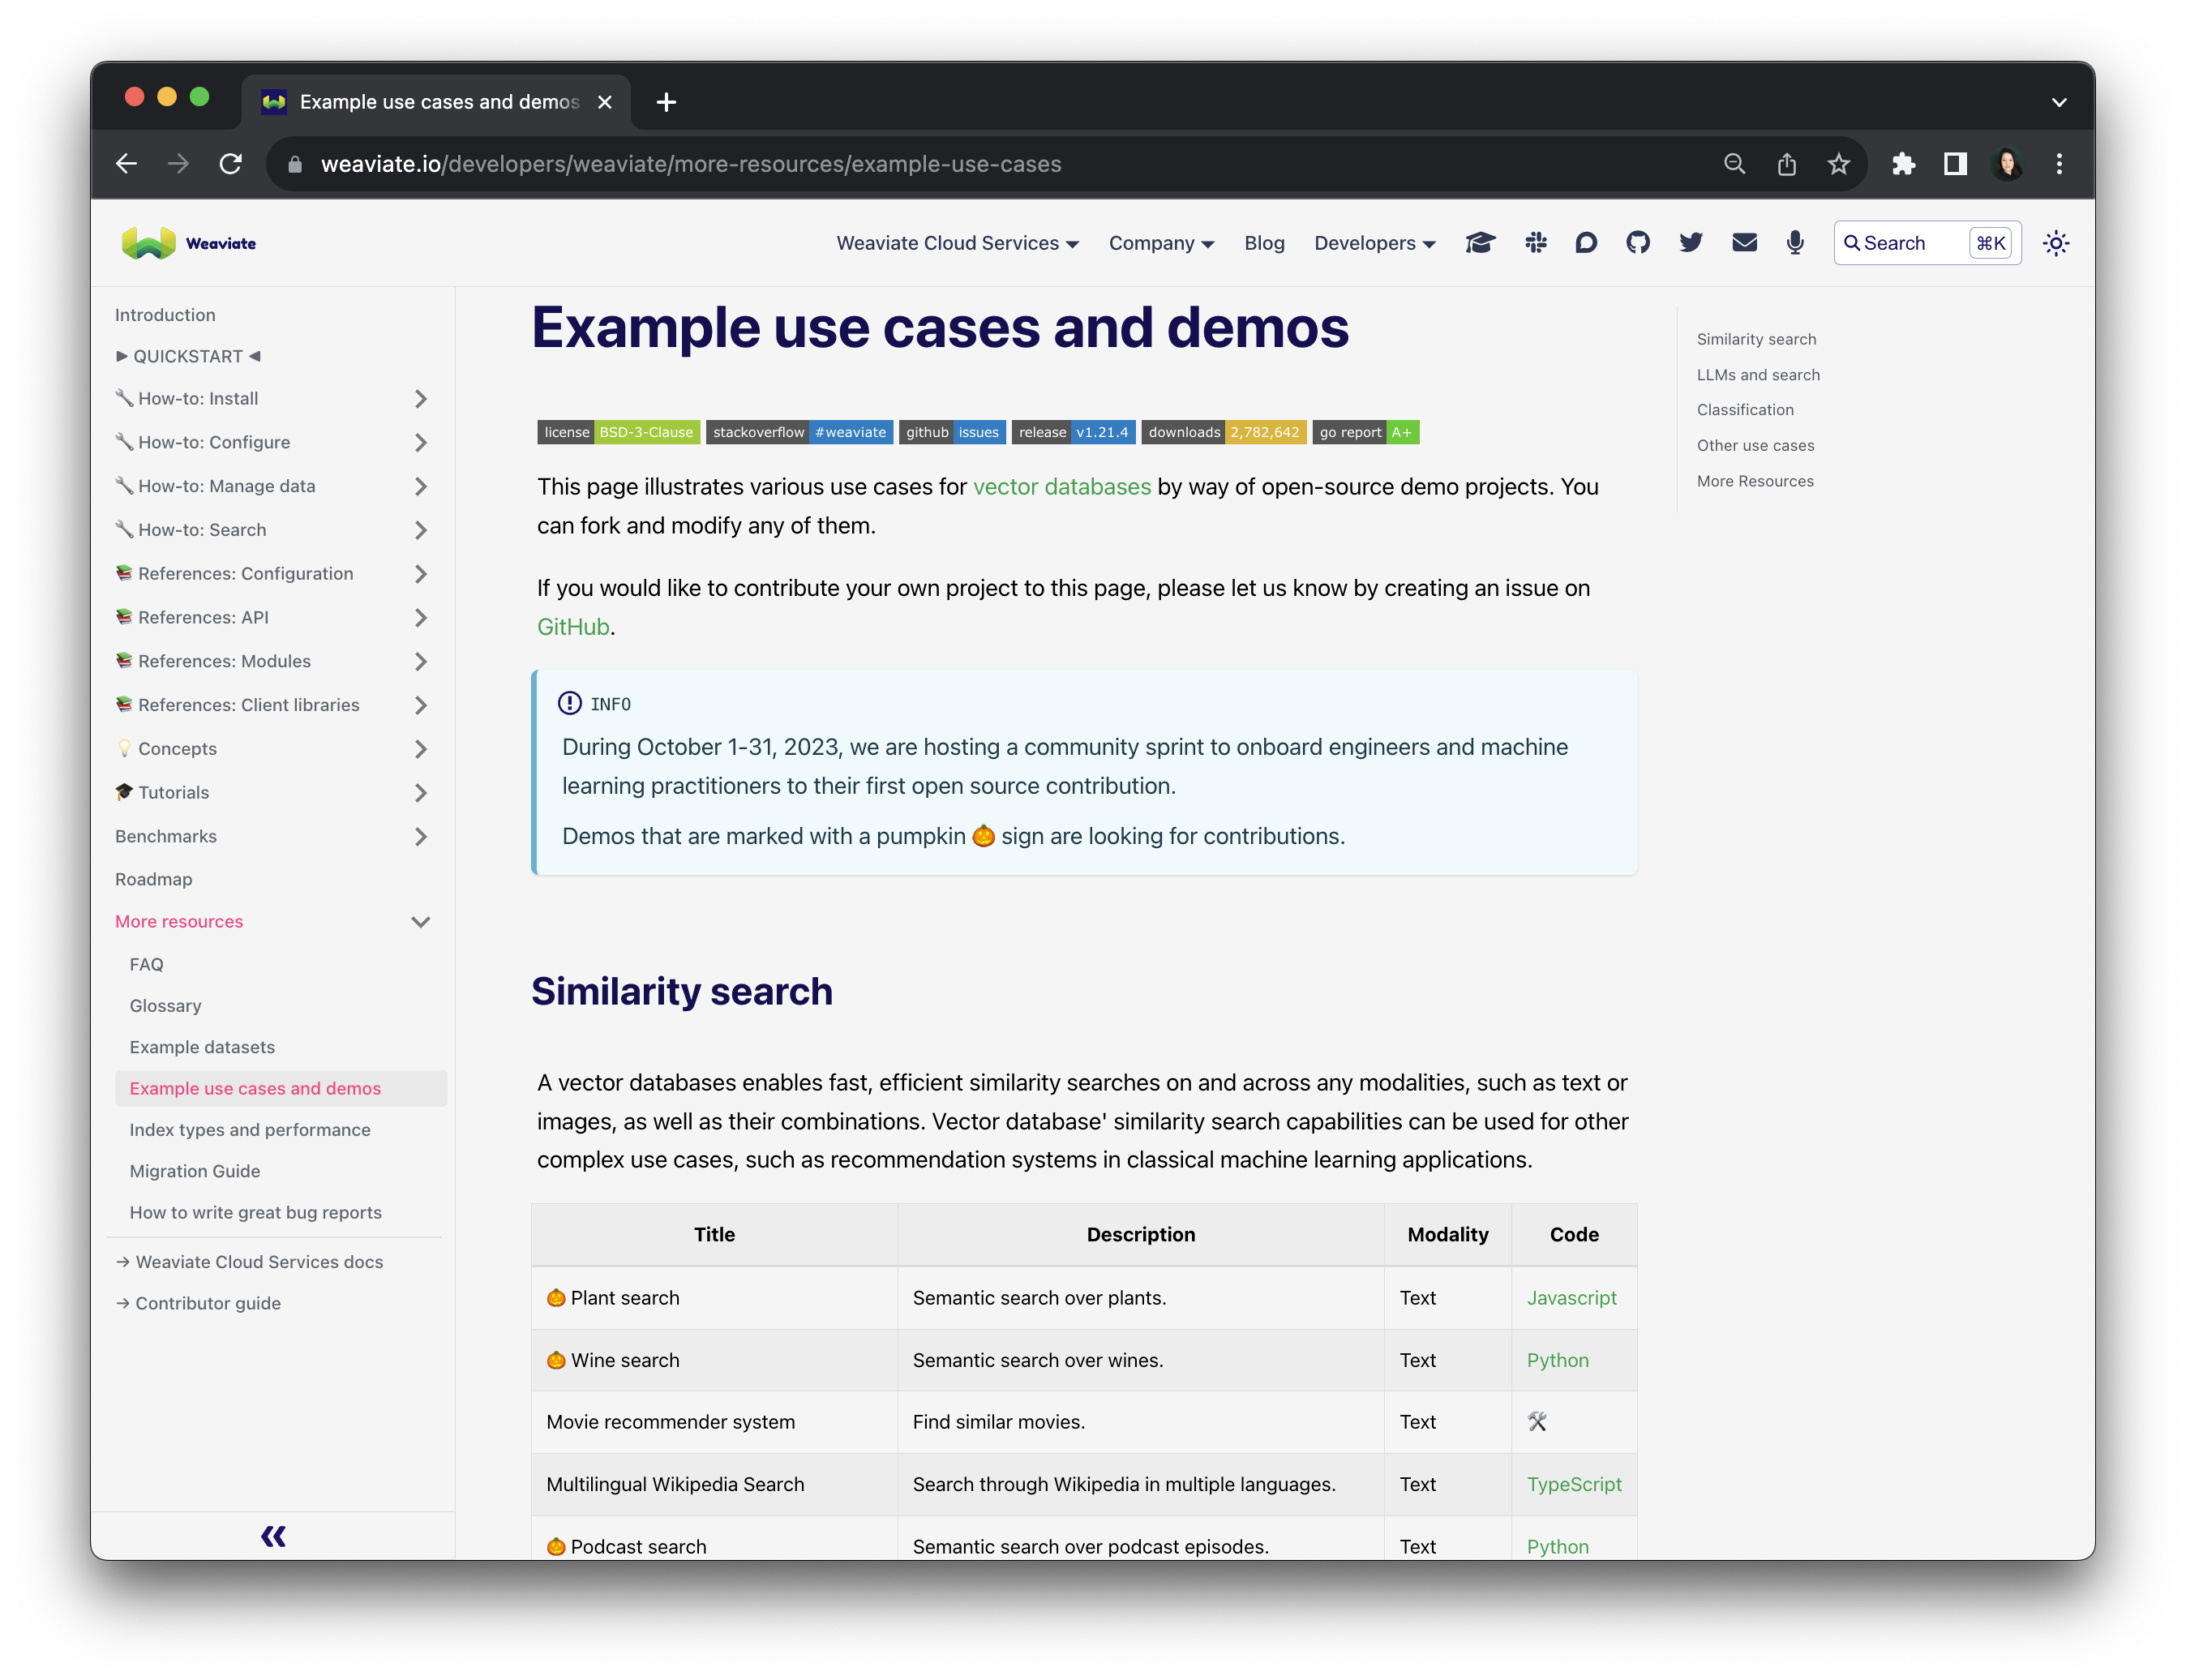 Example use cases and demos
weaviate.io/developers/weaviate/more-resources/example-use-cases
Weaviate
Weaviate Cloud Services
Company
Blog
Developers
Search
⌘K
Introduction
► QUICKSTART ◄
🔧 How-to: Install
🔧 How-to: Configure
🔧 How-to: Manage data
🔧 How-to: Search
📚 References: Configuration
📚 References: API
📚 References: Modules
📚 References: Client libraries
💡 Concepts
🎓 Tutorials
Benchmarks
Roadmap
More resources
FAQ
Glossary
Example datasets
Example use cases and demos
Index types and performance
Migration Guide
How to write great bug reports
→ Weaviate Cloud Services docs
→ Contributor guide
Example use cases and demos
license BSD-3-Clause stackoverflow #weaviate github issues release v1.21.4 downloads 2,782,642 go report A+
This page illustrates various use cases for vector databases by way of open-source demo projects. You
can fork and modify any of them.
If you would like to contribute your own project to this page, please let us know by creating an issue on
GitHub.
INFO
During October 1-31, 2023, we are hosting a community sprint to onboard engineers and machine
learning practitioners to their first open source contribution.
Demos that are marked with a pumpkin 🎃 sign are looking for contributions.
Similarity search
A vector databases enables fast, efficient similarity searches on and across any modalities, such as text or
images, as well as their combinations. Vector database' similarity search capabilities can be used for other
complex use cases, such as recommendation systems in classical machine learning applications.
Title Description Modality Code
🎃 Plant search Semantic search over plants. Text Javascript
🎃 Wine search Semantic search over wines. Text Python
Movie recommender system Find similar movies. Text 🛠
Multilingual Wikipedia Search Search through Wikipedia in multiple languages. Text TypeScript
🎃 Podcast search Semantic search over podcast episodes. Text Python
Similarity search
LLMs and search
Classification
Other use cases
More Resources